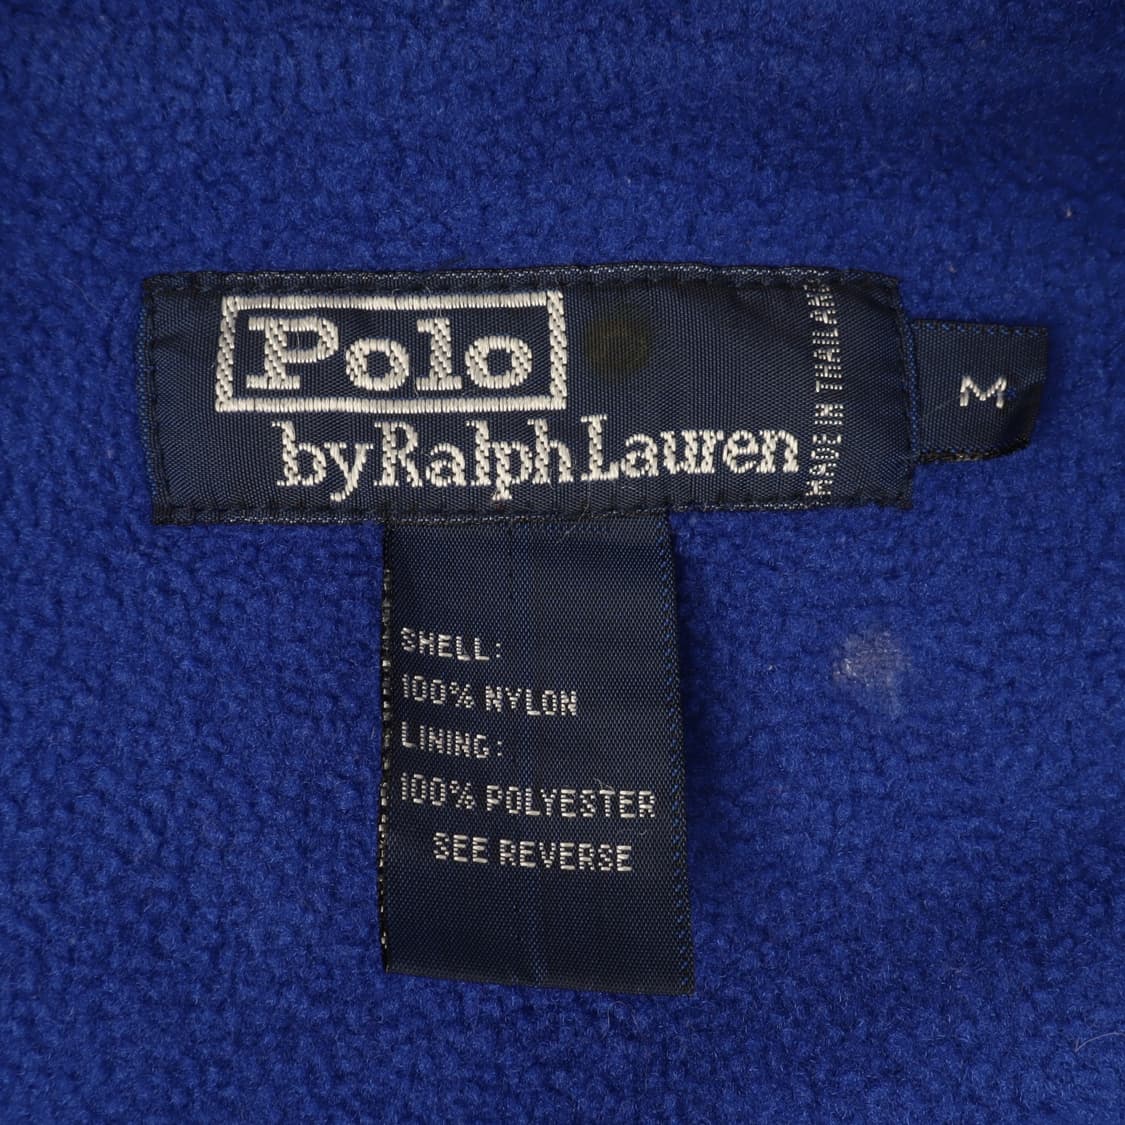 Polo
by Ralph Lauren
MADE IN THAILAND
M
SHELL:
100% NYLON
LINING:
100% POLYESTER
SEE REVERSE